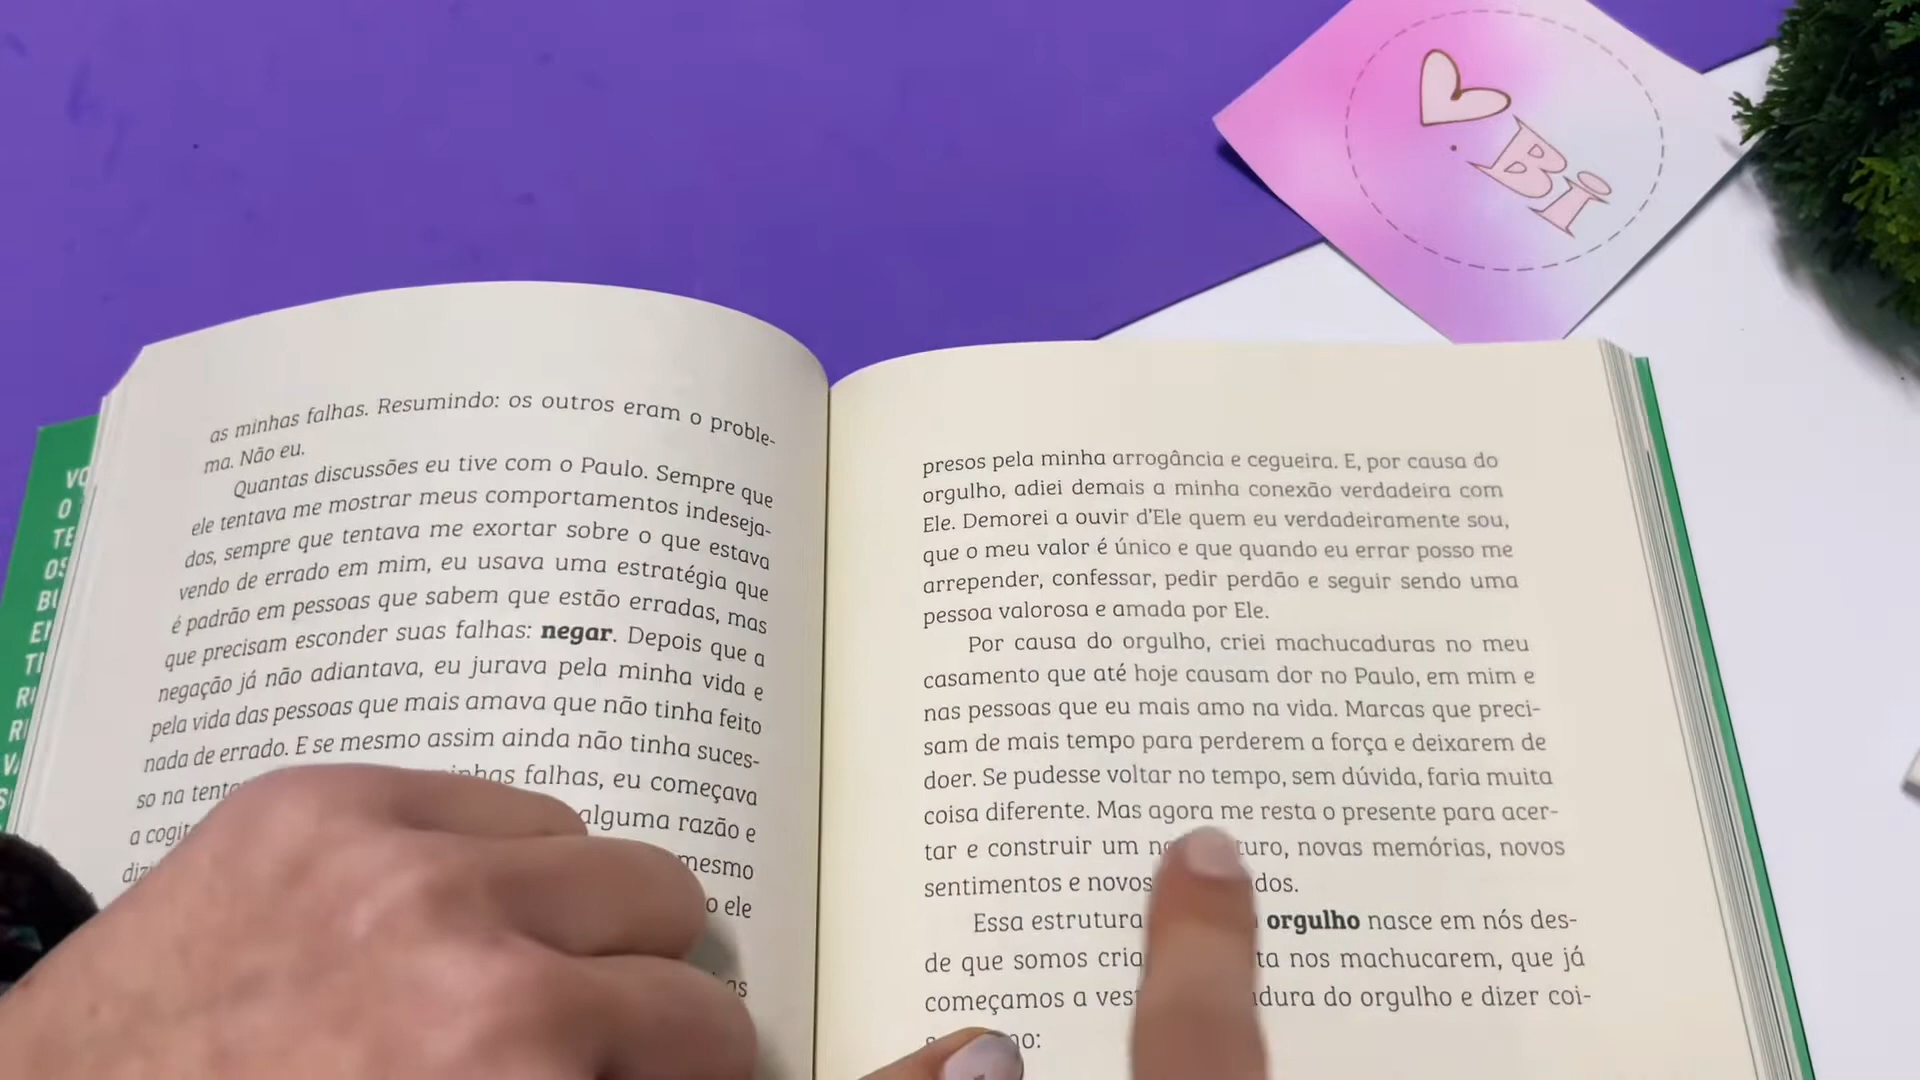 Bi
as minhas falhas. Resumindo: os outros eram o proble-
ma. Não eu.
Quantas discussões eu tive com o Paulo. Sempre que
ele tentava me mostrar meus comportamentos indeseja-
dos, sempre que tentava me exortar sobre o que estava
vendo de errado em mim, eu usava uma estratégia que
é padrão em pessoas que sabem que estão erradas, mas
que precisam esconder suas falhas: negar. Depois que a
negação já não adiantava, eu jurava pela minha vida e
pela vida das pessoas que mais amava que não tinha feito
nada de errado. E se mesmo assim ainda não tinha suces-
so na falhas, eu começava
a alguma razão e
mesmo
ele
presos pela minha arrogância e cegueira. E, por causa do
orgulho, adiei demais a minha conexão verdadeira com
Ele. Demorei a ouvir d'Ele quem eu verdadeiramente sou,
que o meu valor é único e que quando eu errar posso me
arrepender, confessar, pedir perdão e seguir sendo uma
pessoa valorosa e amada por Ele.
Por causa do orgulho, criei machucaduras no meu
casamento que até hoje causam dor no Paulo, em mim e
nas pessoas que eu mais amo na vida. Marcas que preci-
sam de mais tempo para perderem a força e deixarem de
doer. Se pudesse voltar no tempo, sem dúvida, faria muita
coisa diferente. Mas agora me resta o presente para acer-
tar e construir um novas memórias, novos
sentimentos e novos
Essa estrutura orgulho nasce em nós des-
de que somos nos machucarem, que já
começamos a do orgulho e dizer coi-